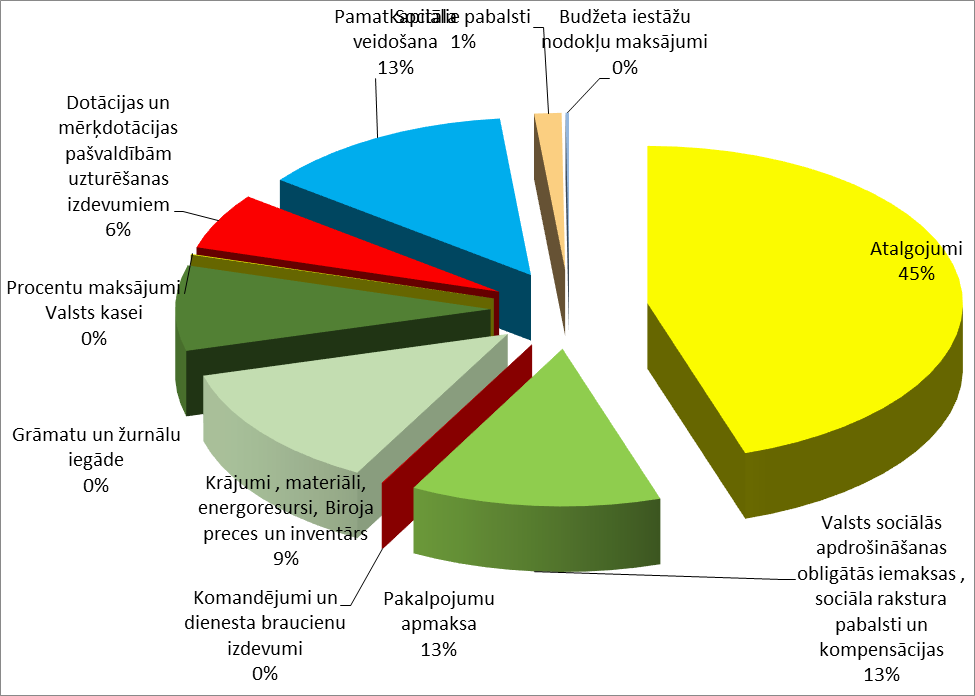 Pamatkapitāla
veidošana
13%
Sociālie pabalsti
1%
Budžeta iestāžu
nodokļu maksājumi
0%
Dotācijas un
mērķdotācijas
pašvaldībām
uzturēšanas
izdevumiem
6%
Atalgojumi
45%
Procentu maksājumi
Valsts kasei
0%
Grāmatu un žurnālu
iegāde
0%
Krājumi , materiāli,
energoresursi, Biroja
preces un inventārs
9%
Valsts sociālās
apdrošināšanas
obligātās iemaksas ,
sociāla rakstura
pabalsti un
kompensācijas
13%
Komandējumi un
dienesta braucienu
izdevumi
0%
Pakalpojumu
apmaksa
13%